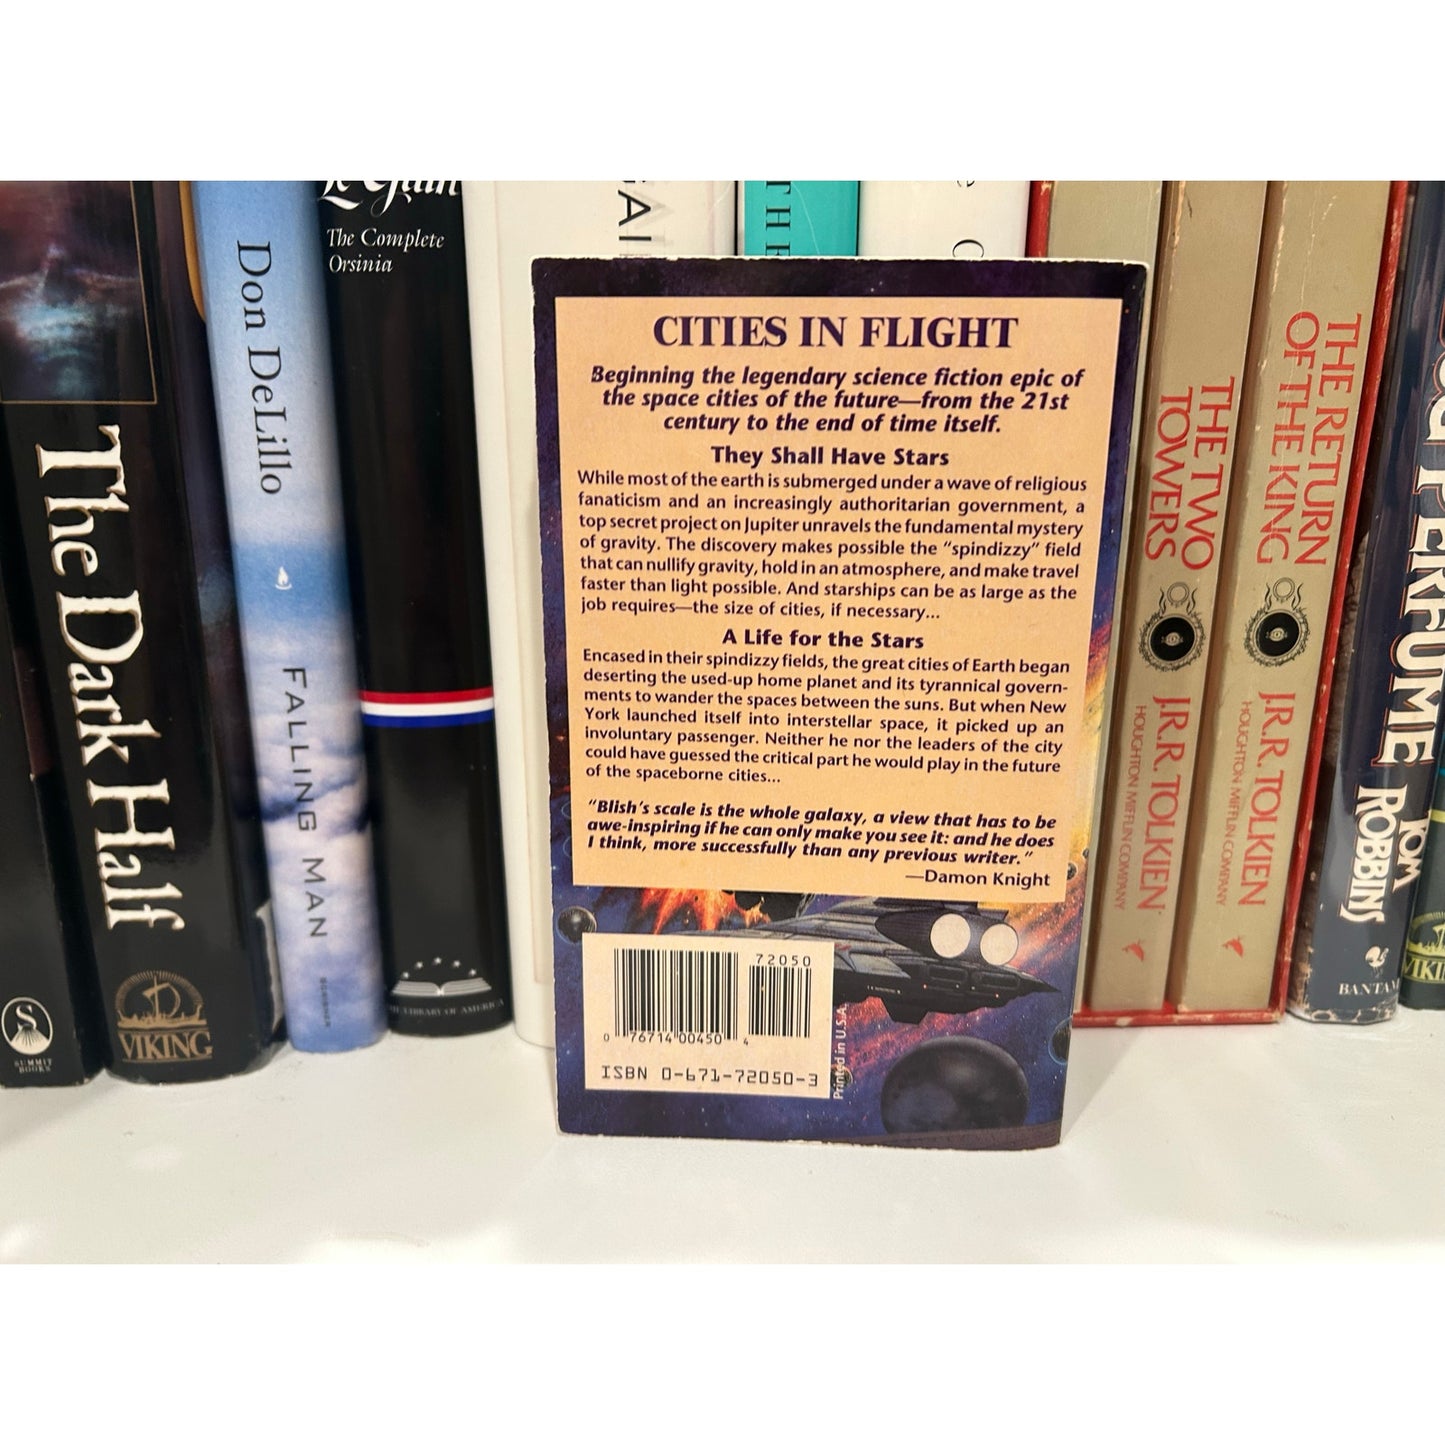 The Dark Half
VIKING
S
SUMMIT
BOOKS
Don DeLillo
FALLING MAN
SCRIBNER
The Complete
Orsinia
THE LIBRARY OF AMERICA
CITIES IN FLIGHT
Beginning the legendary science fiction epic of
the space cities of the future—from the 21st
century to the end of time itself.
They Shall Have Stars
While most of the earth is submerged under a wave of religious
fanaticism and an increasingly authoritarian government, a
top secret project on Jupiter unravels the fundamental mystery
of gravity. The discovery makes possible the “spindizzy” field
that can nullify gravity, hold in an atmosphere, and make travel
faster than light possible. And starships can be as large as the
job requires—the size of cities, if necessary...
A Life for the Stars
Encased in their spindizzy fields, the great cities of Earth began
deserting the used-up home planet and its tyrannical govern-
ments to wander the spaces between the suns. But when New
York launched itself into interstellar space, it picked up an
involuntary passenger. Neither he nor the leaders of the city
could have guessed the critical part he would play in the future
of the spaceborne cities...
“Blish’s scale is the whole galaxy, a view that has to be
awe-inspiring if he can only make you see it: and he does
I think, more successfully than any previous writer.”
—Damon Knight
72050
0 76714 00450 4
ISBN 0-671-72050-3
Printed in U.S.A.
THE TWO
TOWERS
J.R.R. TOLKIEN
HOUGHTON MIFFLIN COMPANY
THE RETURN
OF THE KING
J.R.R. TOLKIEN
HOUGHTON MIFFLIN COMPANY
PERFUME
TOM
ROBBINS
BANTAM
VIKING